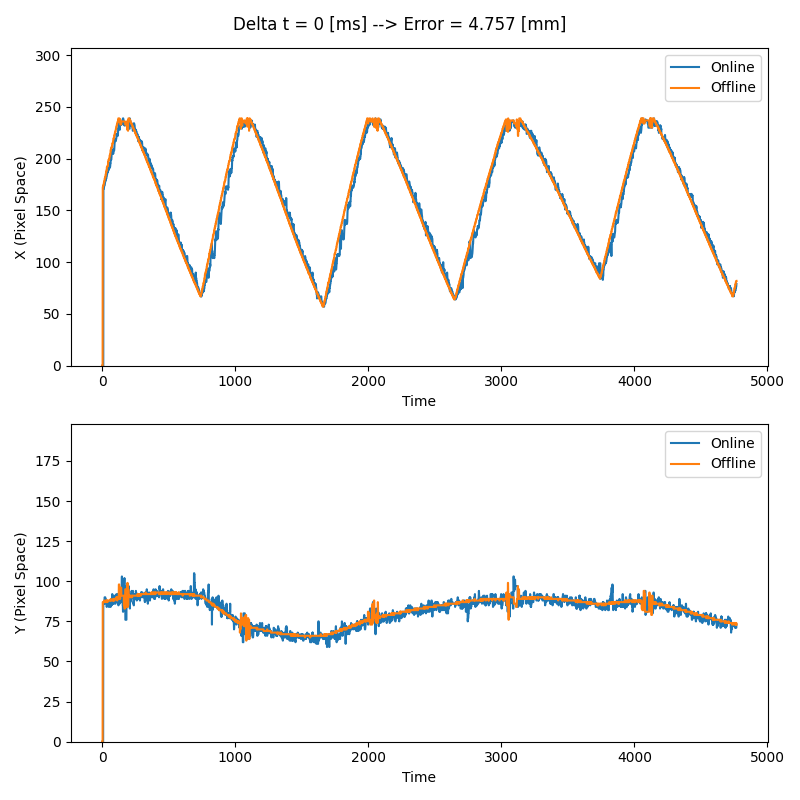 Delta t = 0 [ms] --> Error = 4.757 [mm]
300
250
200
150
100
50
0
X (Pixel Space)
Online
Offline
0 1000 2000 3000 4000 5000
Time
175
150
125
100
75
50
25
0
Y (Pixel Space)
Online
Offline
0 1000 2000 3000 4000 5000
Time